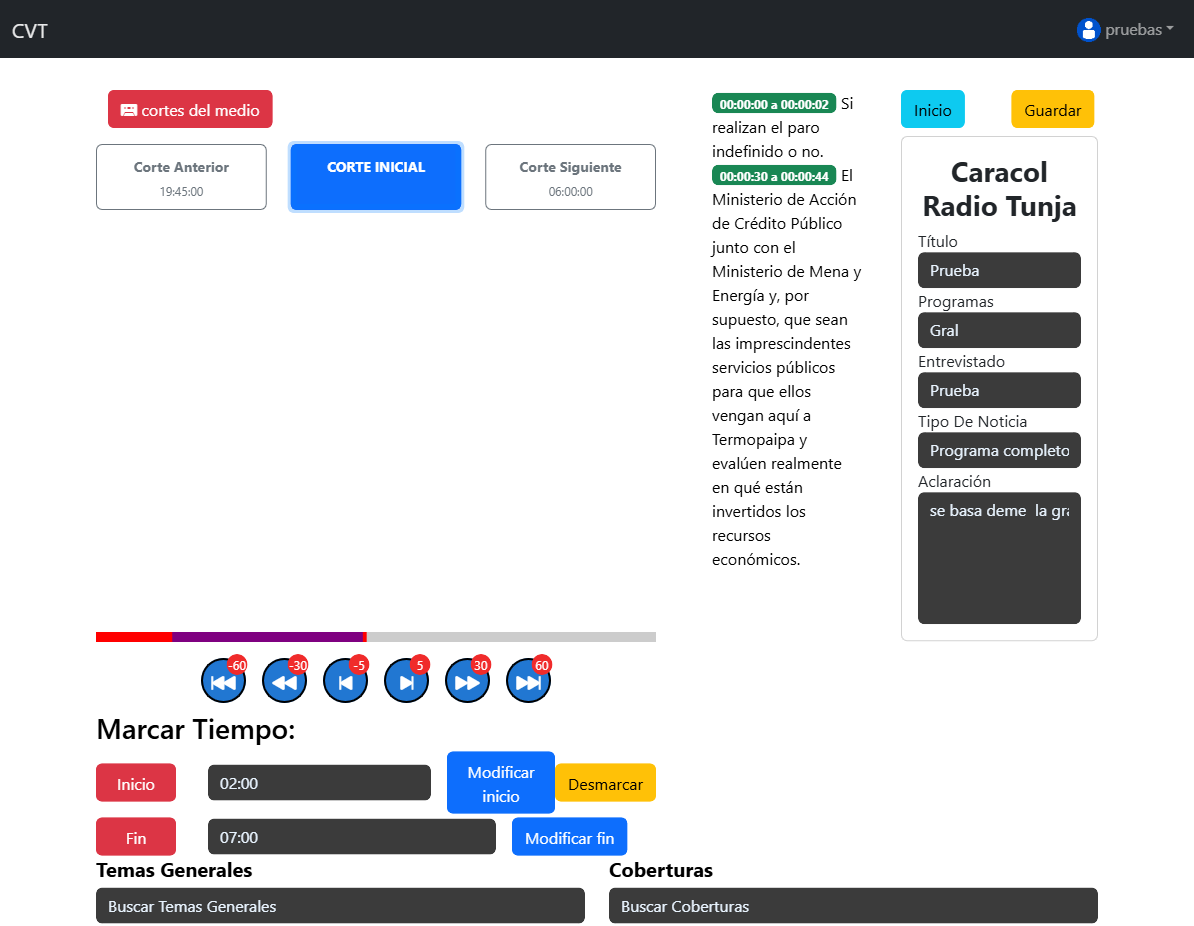 CVT
pruebas
cortes del medio
Corte Anterior
19:45:00
CORTE INICIAL
Corte Siguiente
06:00:00
-60
-30
-5
5
30
60
Marcar Tiempo:
Inicio
02:00
Modificar
inicio
Desmarcar
Fin
07:00
Modificar fin
Temas Generales
Buscar Temas Generales
Coberturas
Buscar Coberturas
00:00:00 a 00:00:02 Si
realizan el paro
indefinido o no.
00:00:30 a 00:00:44 El
Ministerio de Acción
de Crédito Público
junto con el
Ministerio de Mena y
Energía y, por
supuesto, que sean
las imprescindentes
servicios públicos
para que ellos
vengan aquí a
Termopaipa y
evalúen realmente
en qué están
invertidos los
recursos
económicos.
Inicio
Guardar
Caracol
Radio Tunja
Título
Prueba
Programas
Gral
Entrevistado
Prueba
Tipo De Noticia
Programa completo
Aclaración
se basa deme la gra